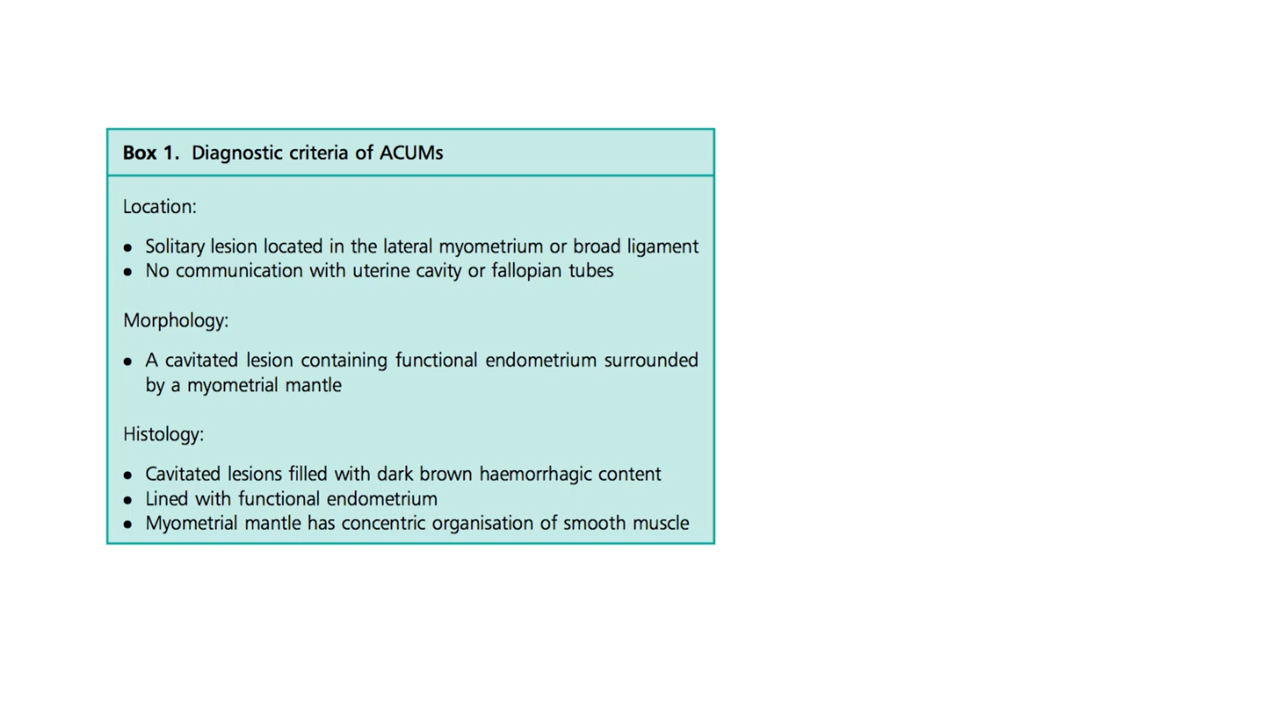 Box 1. Diagnostic criteria of ACUMs
Location:
• Solitary lesion located in the lateral myometrium or broad ligament
• No communication with uterine cavity or fallopian tubes
Morphology:
• A cavitated lesion containing functional endometrium surrounded
by a myometrial mantle
Histology:
• Cavitated lesions filled with dark brown haemorrhagic content
• Lined with functional endometrium
• Myometrial mantle has concentric organisation of smooth muscle